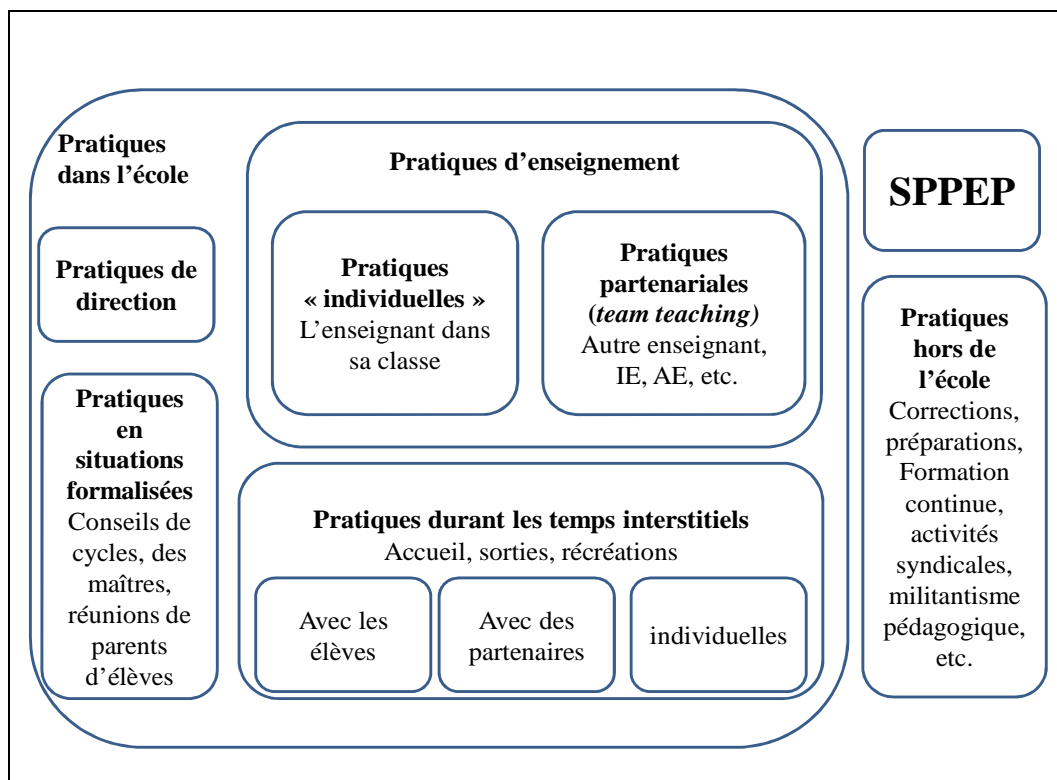 Pratiques
dans l’école
Pratiques de
direction
Pratiques
en
situations
formalisées
Conseils de
cycles, des
maîtres,
réunions de
parents
d’élèves
Pratiques d’enseignement
Pratiques
« individuelles »
L’enseignant dans
sa classe
Pratiques
partenariales
(team teaching)
Autre enseignant,
IE, AE, etc.
Pratiques durant les temps interstitiels
Accueil, sorties, récréations
Avec les
élèves
Avec des
partenaires
individuelles
SPPEP
Pratiques
hors de
l’école
Corrections,
préparations,
Formation
continue,
activités
syndicales,
militantisme
pédagogique,
etc.